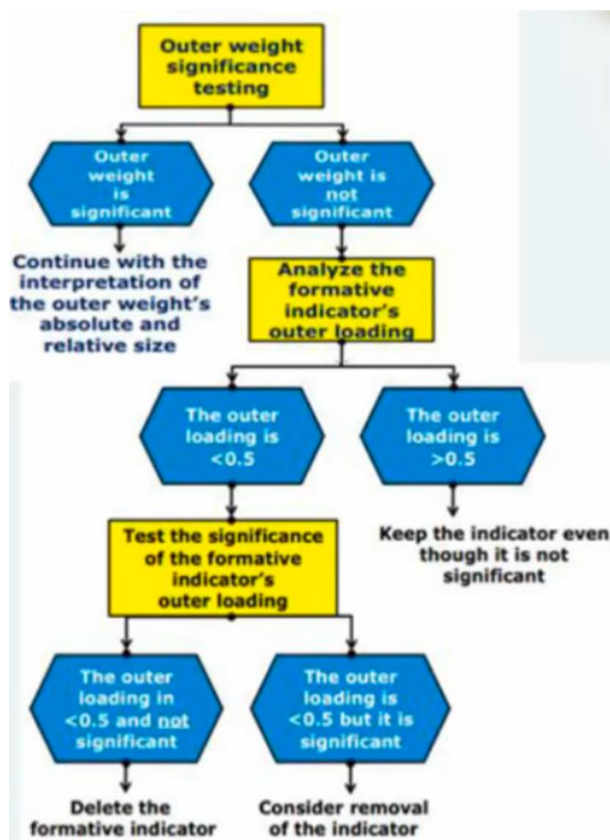 Outer weight
significance
testing
Outer
weight
is
significant
Outer
weight is
not
significant
Continue with the
interpretation of
the outer weight's
absolute and
relative size
Analyze the
formative
indicator's
outer loading
The outer
loading is
<0.5
The outer
loading is
>0.5
Test the significance
of the formative
indicator's
outer loading
Keep the indicator even
though it is not
significant
The outer
loading in
<0.5 and not
significant
The outer
loading is
<0.5 but it is
significant
Delete the
formative indicator
Consider removal
of the indicator